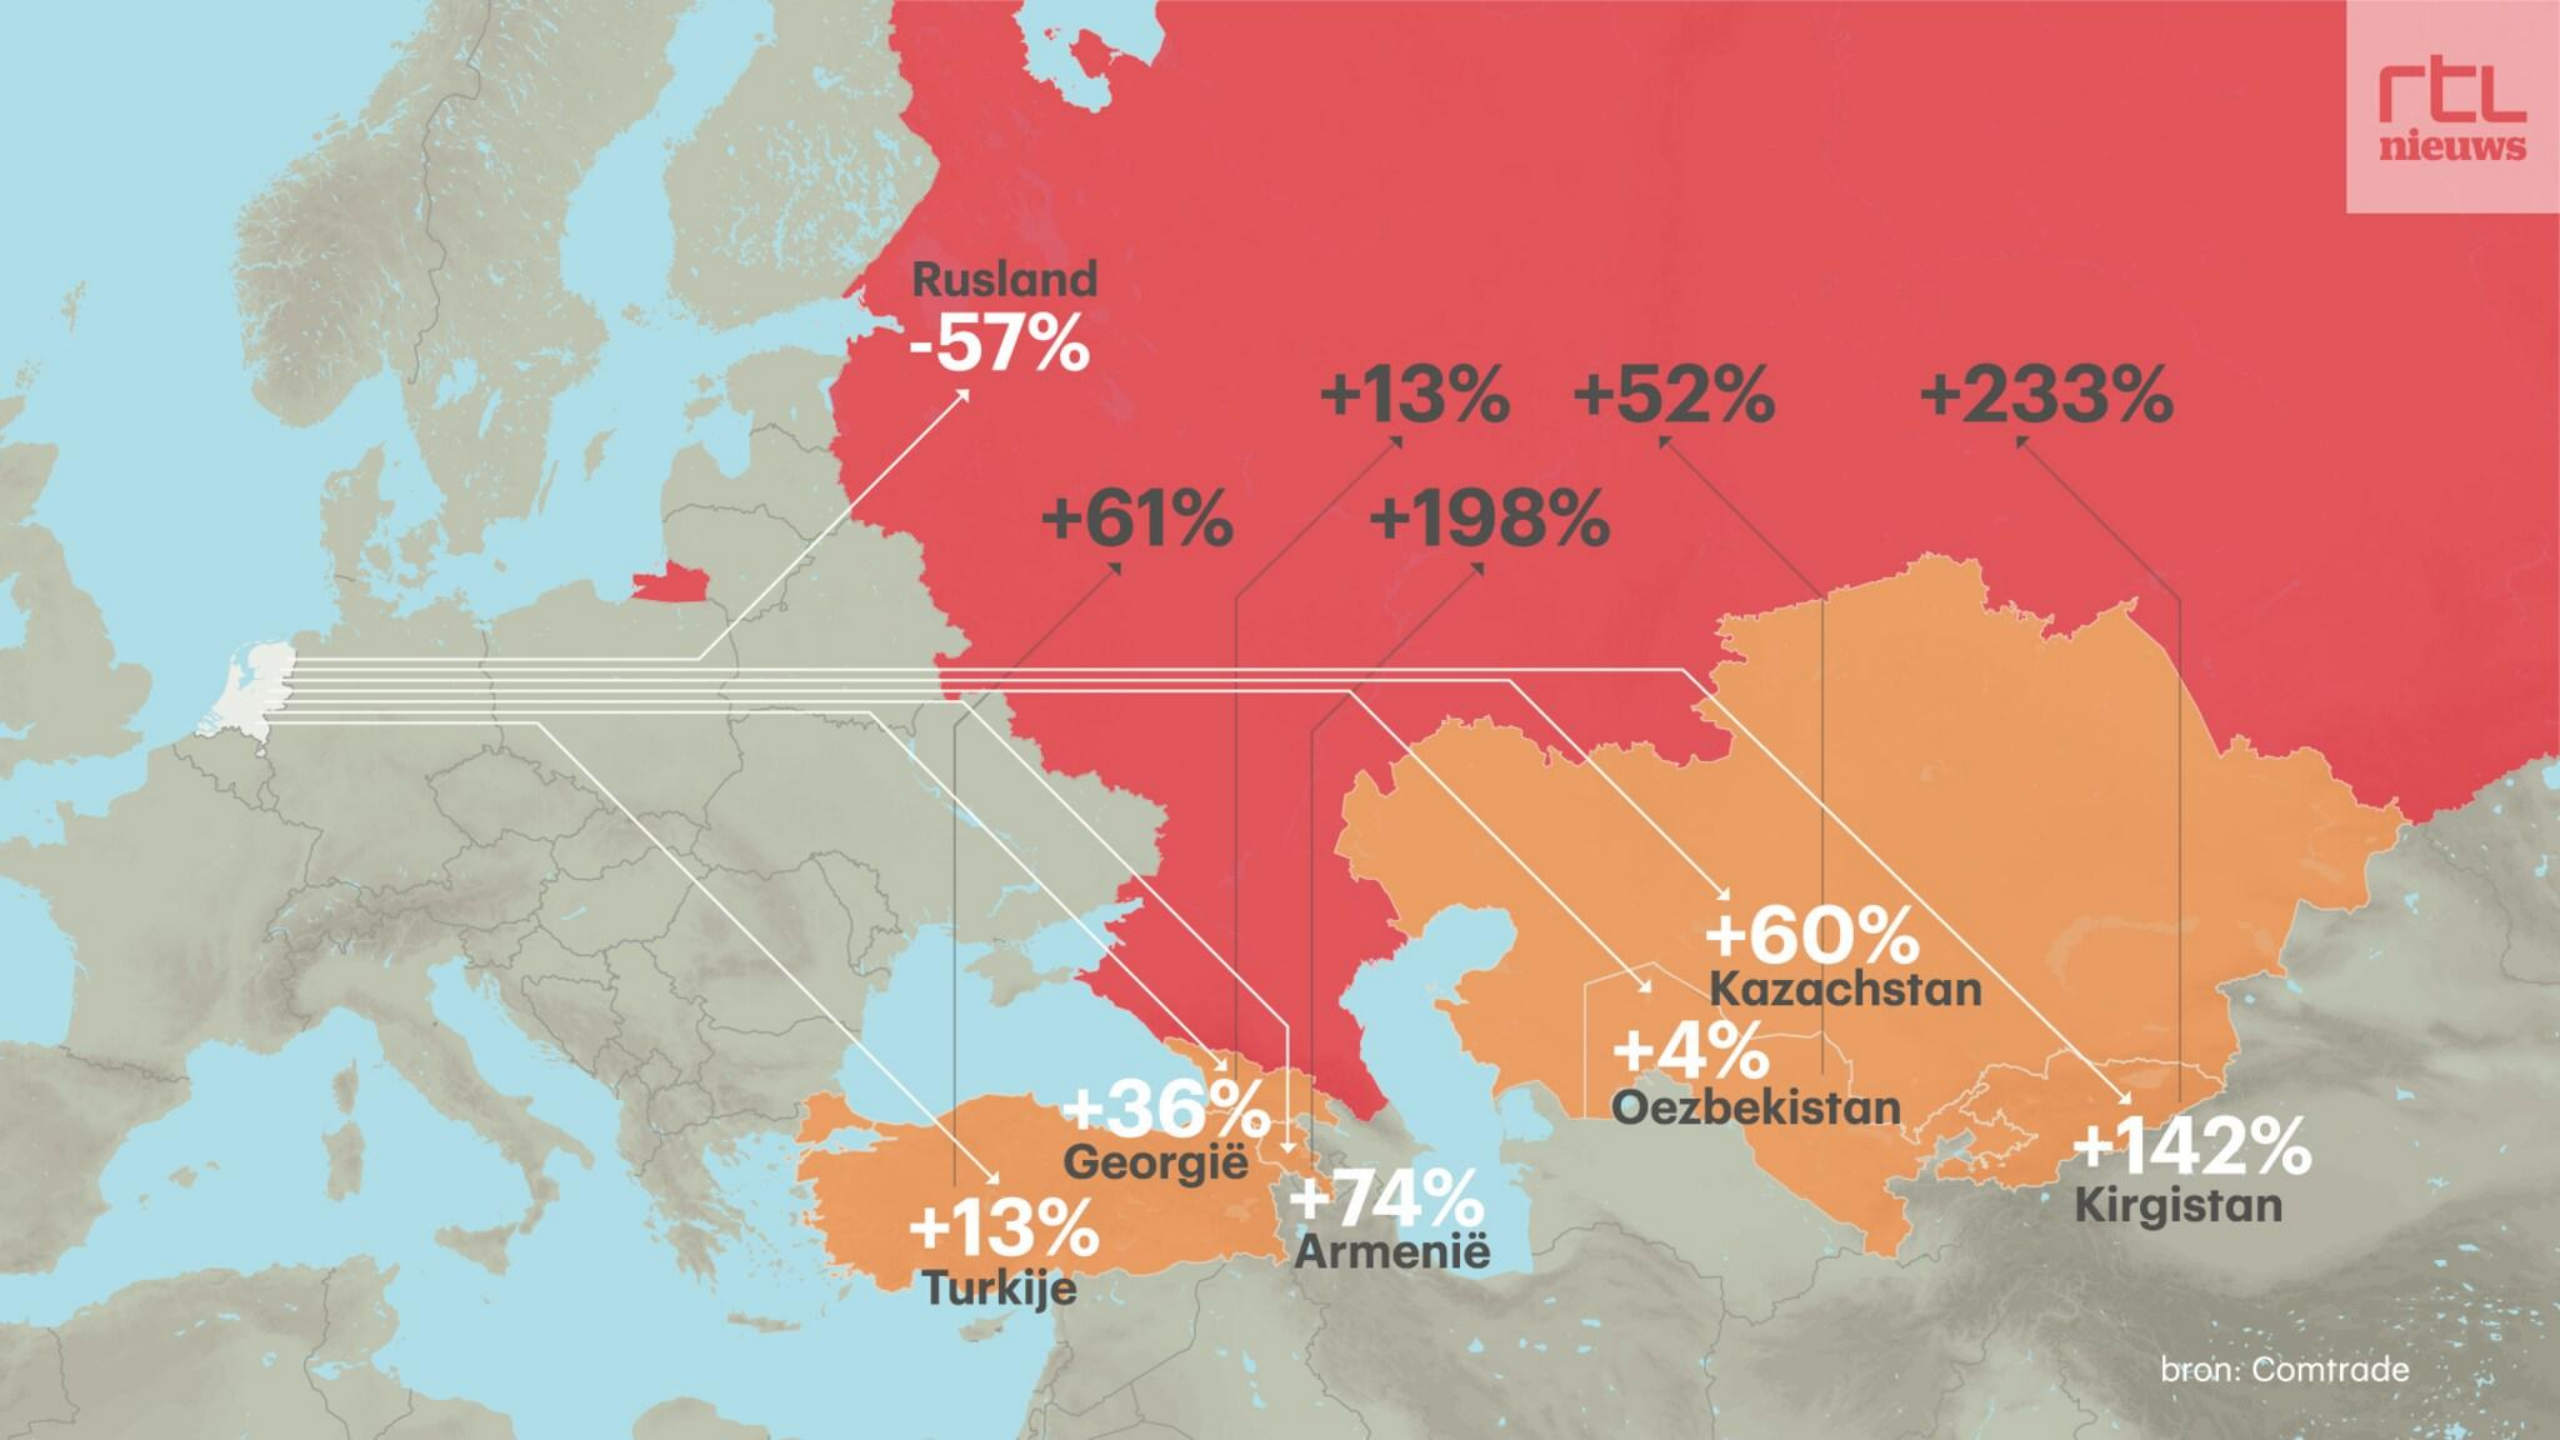 rtl
nieuws
Rusland
-57%
+13%
+52%
+233%
+61%
+198%
+60%
Kazachstan
+4%
Oezbekistan
+36%
Georgië
+142%
Kirgistan
+74%
Armenië
+13%
Turkije
bron: Comtrade